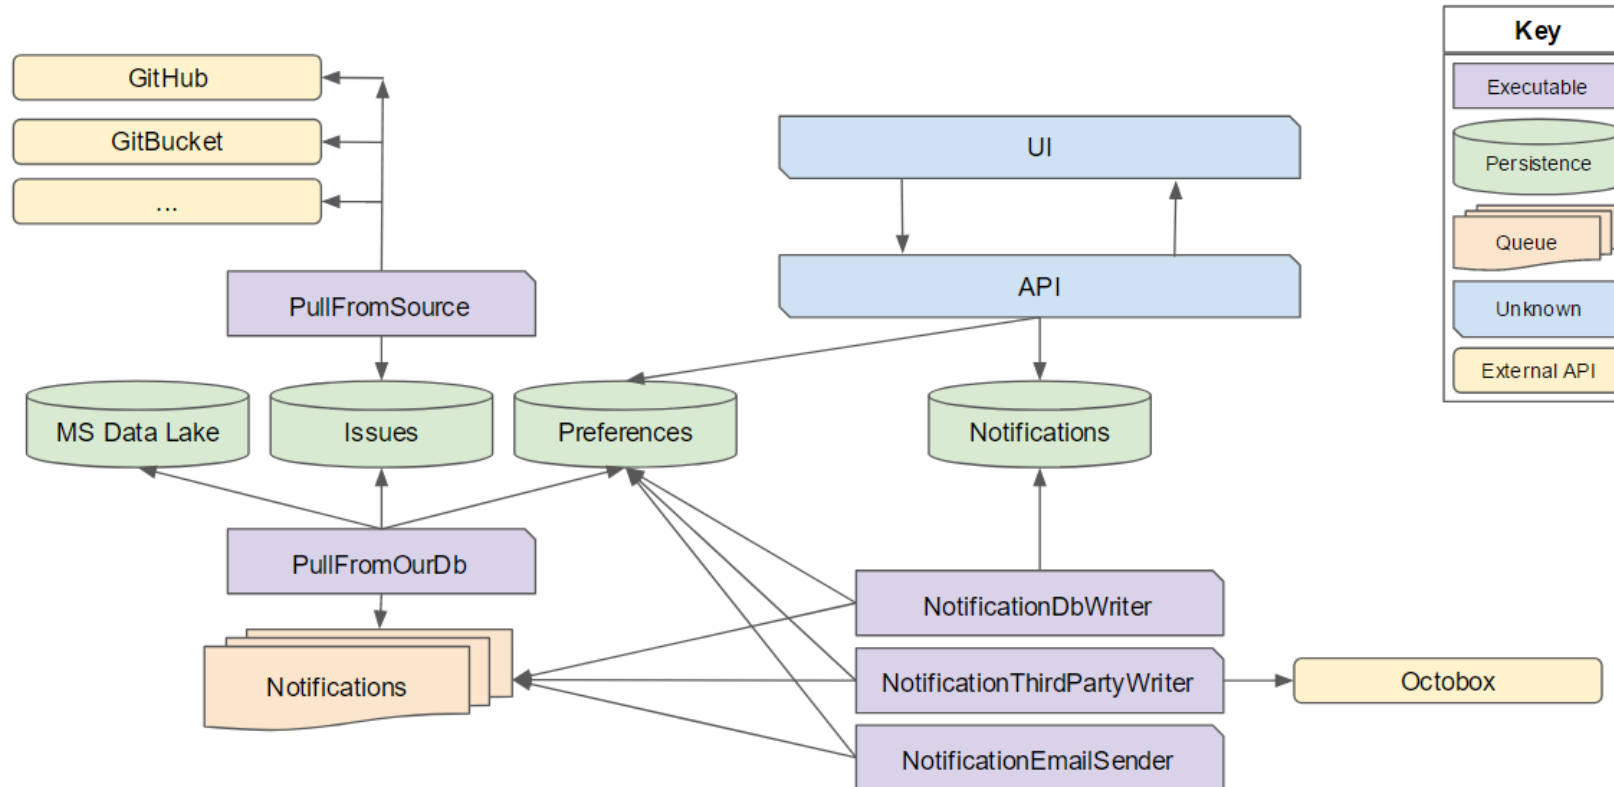 Key
GitHub
Executable
GitBucket
UI
Persistence
...
Queue
PullFromSource
API
Unknown
External API
MS Data Lake
Issues
Preferences
Notifications
PullFromOurDb
NotificationDbWriter
Notifications
NotificationThirdPartyWriter
Octobox
NotificationEmailSender